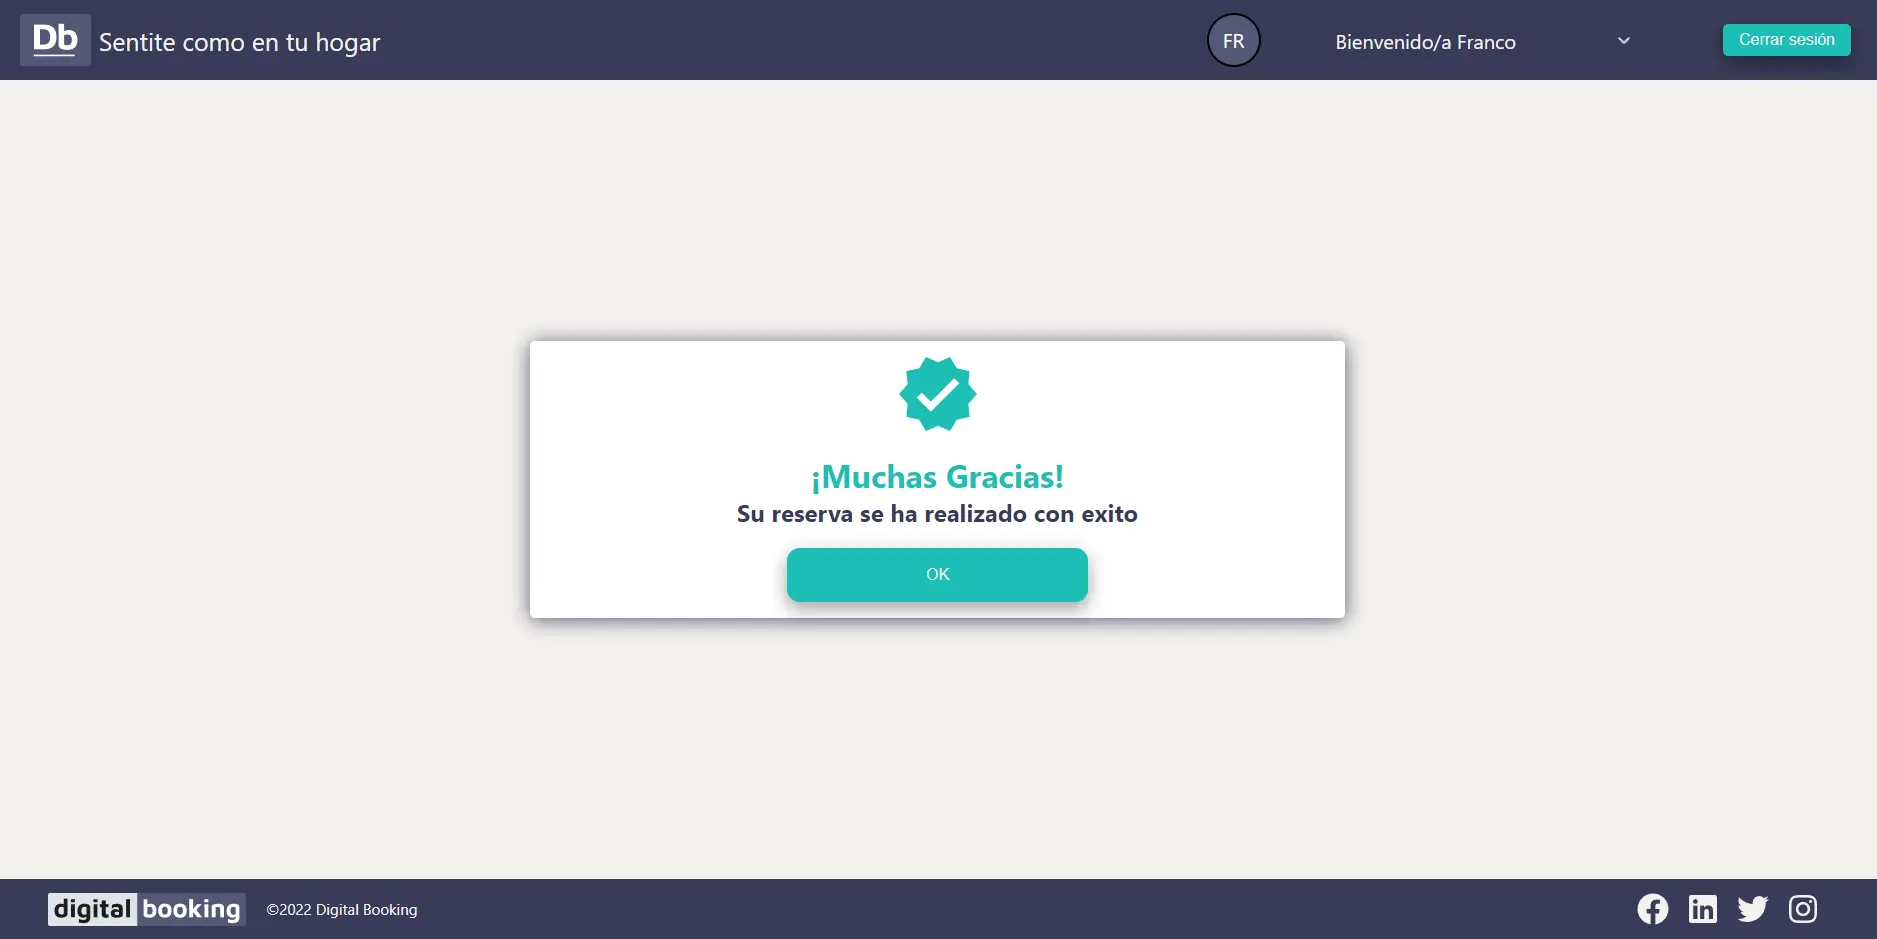 Db
Sentite como en tu hogar
FR
Bienvenido/a Franco
Cerrar sesión
¡Muchas Gracias!
Su reserva se ha realizado con exito
OK
digital booking
©2022 Digital Booking